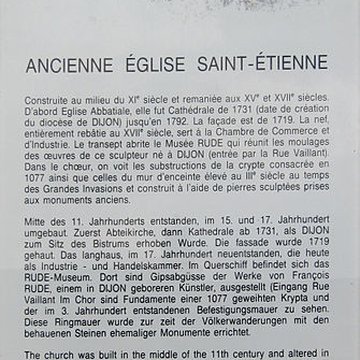 ANCIENNE ÉGLISE SAINT-ÉTIENNE
Construite au milieu du XIe siècle et remaniée aux XVe et XVIIe siècles.
D'abord Eglise Abbatiale, elle fut Cathédrale de 1731 (date de création
du diocèse de DIJON) jusqu'en 1792. La façade est de 1719. La nef,
entièrement rebâtie au XVIIe siècle, sert à la Chambre de Commerce et
d'Industrie. Le transept abrite le Musée RUDE qui réunit les moulages
des œuvres de ce sculpteur né à DIJON (entrée par la Rue Vaillant).
Dans le chœur, on voit les substructions de la crypte consacrée en
1077 ainsi que celles du mur d'enceinte élevé au IIIe siècle au temps
des Grandes Invasions et construit à l'aide de pierres sculptées prises
aux monuments anciens.
Mitte des 11. Jahrhunderts entstanden, im 15. und 17. Jahrhundert
umgebaut. Zuerst Abteikirche, dann Kathedrale ab 1731, als DIJON
zum Sitz des Bistrums erhoben Wurde. Die fassade wurde 1719
gebaut. Das langhaus, im 17. Jahrhundert neuentstanden, die heute
als Industrie - und Handelskammer. Im Querschiff befindet sich das
RUDE-Museum. Dort sind Gipsabgüsse der Werke von François
RUDE, einem in DIJON geborenen Künstler, ausgestellt (Eingang Rue
Vaillant Im Chor sind Fundamente einer 1077 geweihten Krypta und
der im 3. Jahrhundert entstandenen Befestigungsmauer zu sehen.
Diese Ringmauer wurde zur zeit der Völkerwanderungen mit den
behauenen Steinen ehemaliger Monumente errichtet.
The church was built in the middle of the 11th century and altered in